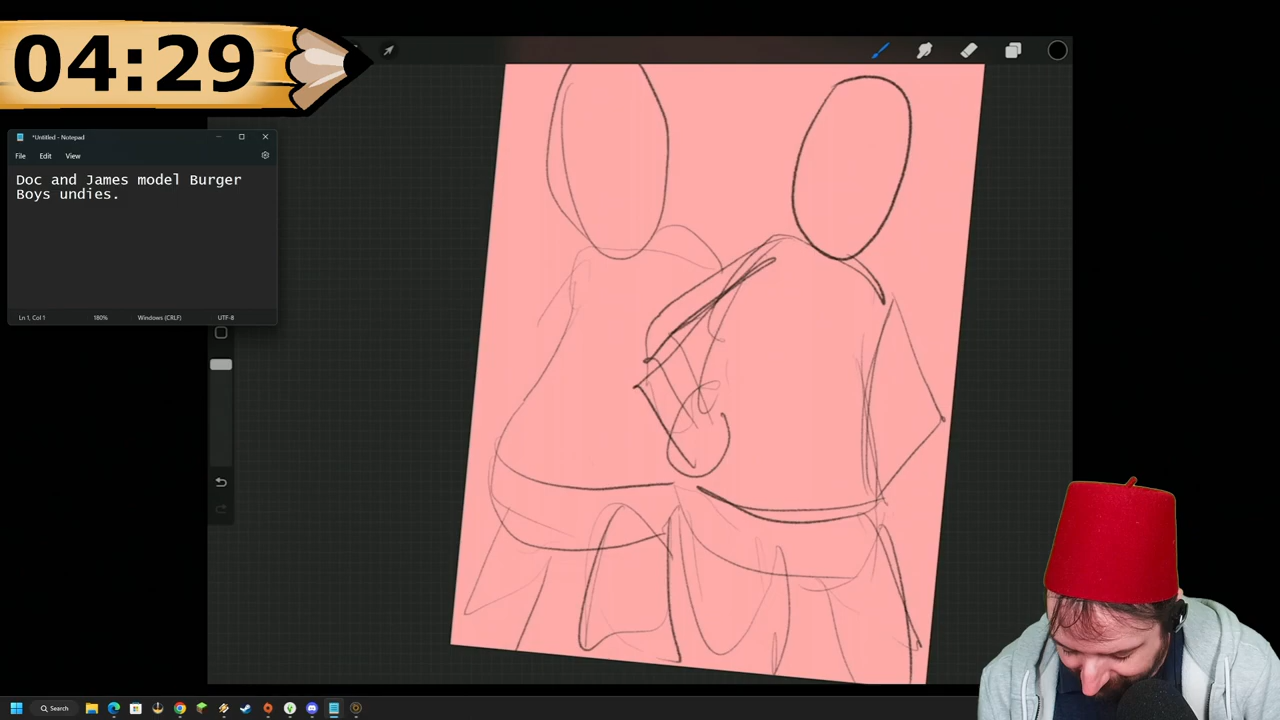 04:29
*Untitled - Notepad
File Edit View
Doc and James model Burger
Boys undies.
Ln 1, Col 1 180% Windows (CRLF) UTF-8
Search